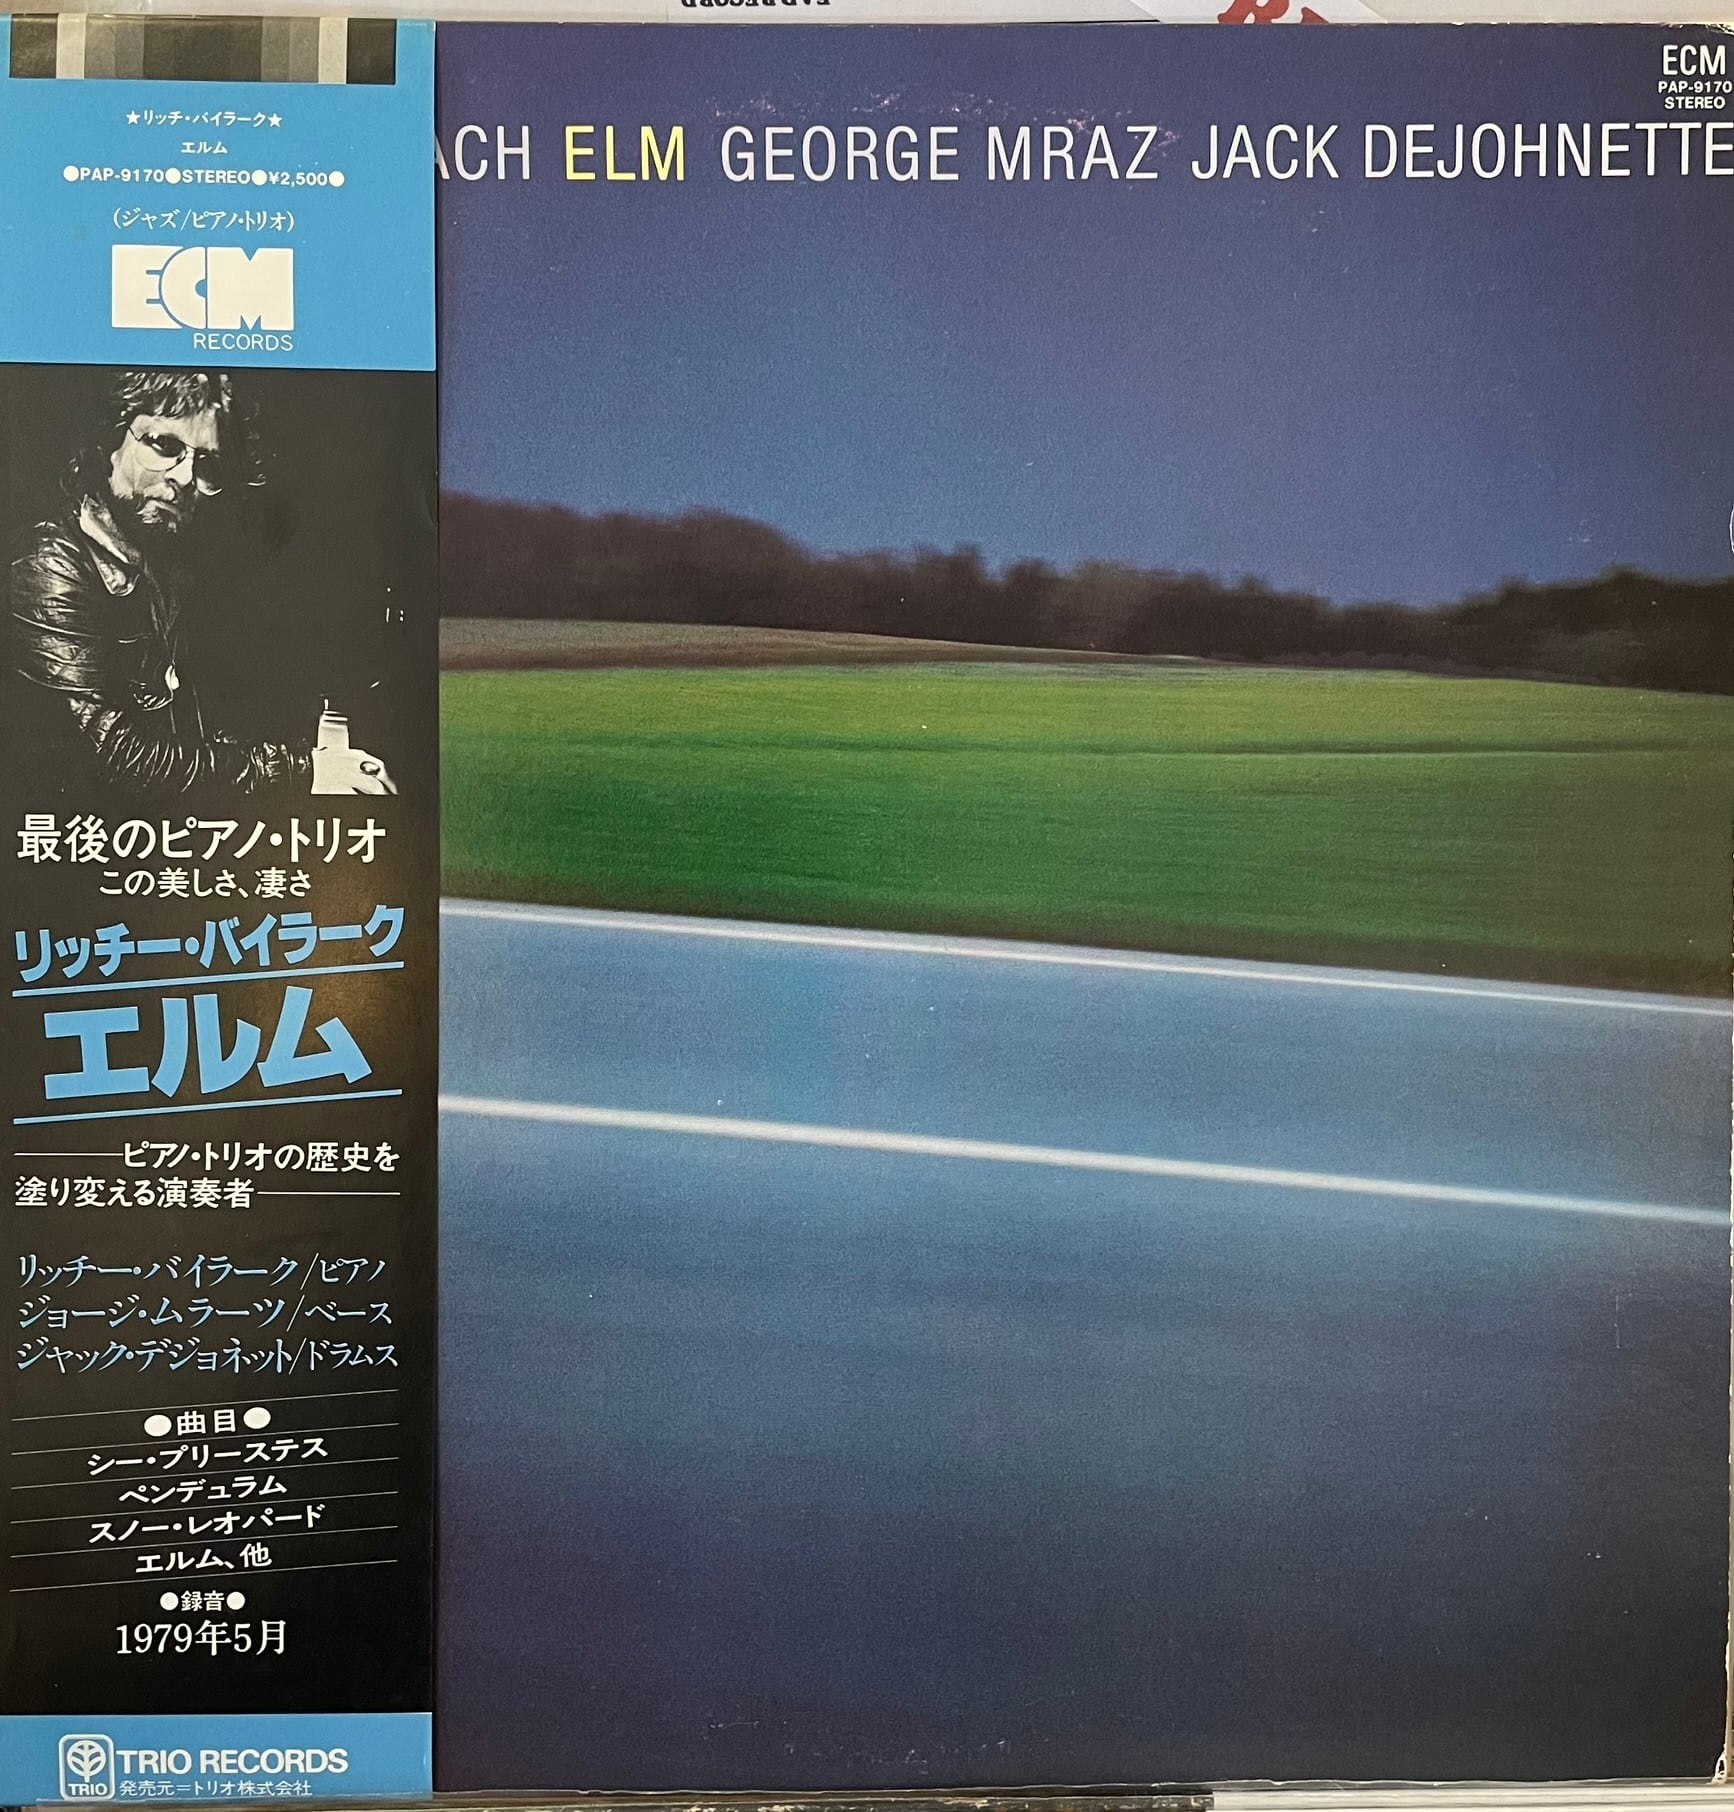 ★リッチ・バイラーク★
エルム
●PAP-9170●STEREO●¥2,500●
(ジャズ/ピアノ・トリオ)
ECM
RECORDS
最後のピアノ・トリオ
この美しさ、凄さ
リッチー・バイラーク
エルム
──ピアノ・トリオの歴史を
塗り変える演奏者──
リッチー・バイラーク/ピアノ
ジョージ・ムラーツ/ベース
ジャック・デジョネット/ドラムス
●曲目●
シー・プリーステス
ペンデュラム
スノー・レオパード
エルム、他
●録音●
1979年5月
TRIO
TRIO RECORDS
発売元=トリオ株式会社
ECM
PAP-9170
STEREO
ACH ELM GEORGE MRAZ JACK DEJOHNETTE